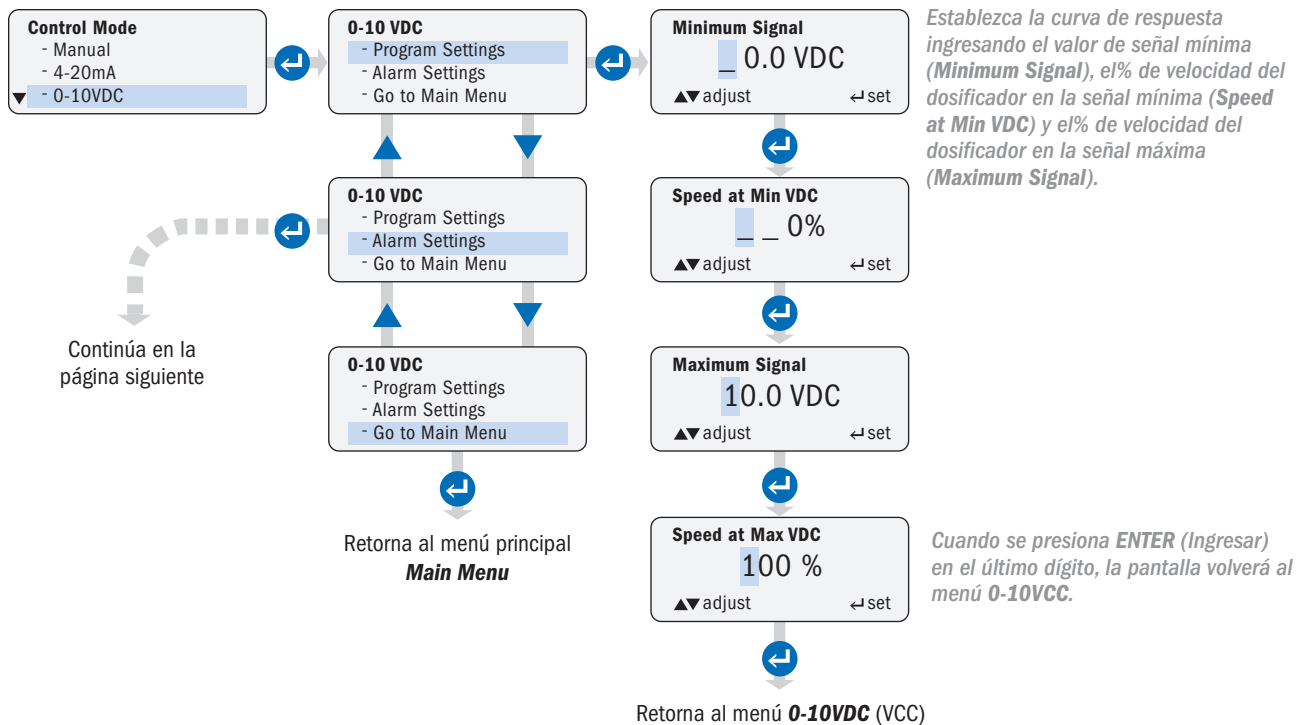 Control Mode
- Manual
- 4-20mA
- 0-10VDC
0-10 VDC
- Program Settings
- Alarm Settings
- Go to Main Menu
Minimum Signal
_ 0.0 VDC
▲▼ adjust ↵ set
Establezca la curva de respuesta
ingresando el valor de señal mínima
(Minimum Signal), el% de velocidad del
dosificador en la señal mínima (Speed
at Min VDC) y el% de velocidad del
dosificador en la señal máxima
(Maximum Signal).
0-10 VDC
- Program Settings
- Alarm Settings
- Go to Main Menu
Speed at Min VDC
_ _ 0%
▲▼ adjust ↵ set
Continúa en la
página siguiente
0-10 VDC
- Program Settings
- Alarm Settings
- Go to Main Menu
Maximum Signal
10.0 VDC
▲▼ adjust ↵ set
Retorna al menú principal
Main Menu
Speed at Max VDC
100 %
▲▼ adjust ↵ set
Cuando se presiona ENTER (Ingresar)
en el último dígito, la pantalla volverá al
menú 0-10VCC.
Retorna al menú 0-10VDC (VCC)